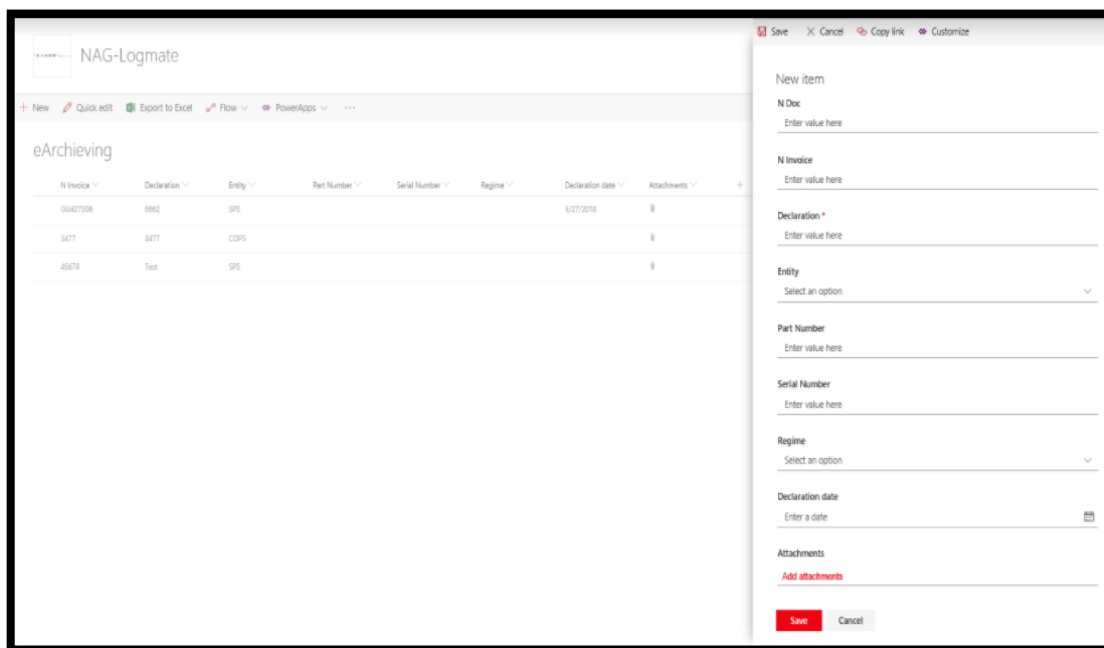 NAG-Logmate
New Quick edit Export to Excel Flow PowerApps ...
eArchieving
N Invoice Declaration Entity Part Number Serial Number Regime Declaration date Attachments +
GU427306 6662 SPS 3/27/2018
3477 3477 COPS
45678 Test SPS
Save Cancel Copy link Customize
New item
N Doc
Enter value here
N Invoice
Enter value here
Declaration *
Enter value here
Entity
Select an option
Part Number
Enter value here
Serial Number
Enter value here
Regime
Select an option
Declaration date
Enter a date
Attachments
Add attachments
Save Cancel